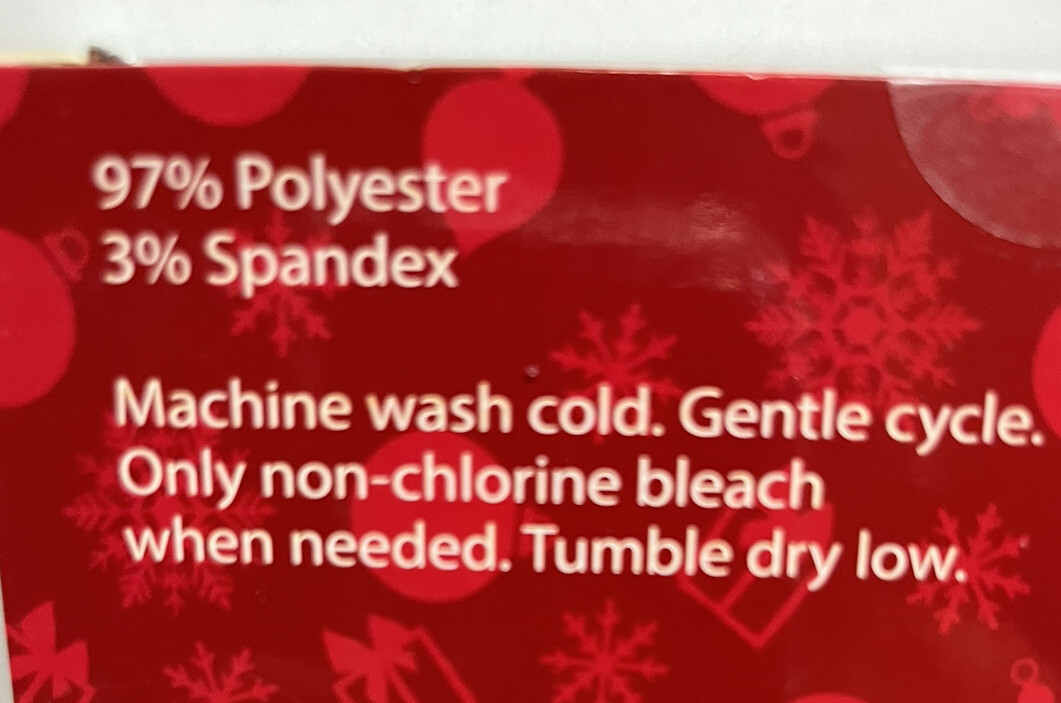 97% Polyester
3% Spandex
Machine wash cold. Gentle cycle.
Only non-chlorine bleach
when needed. Tumble dry low.